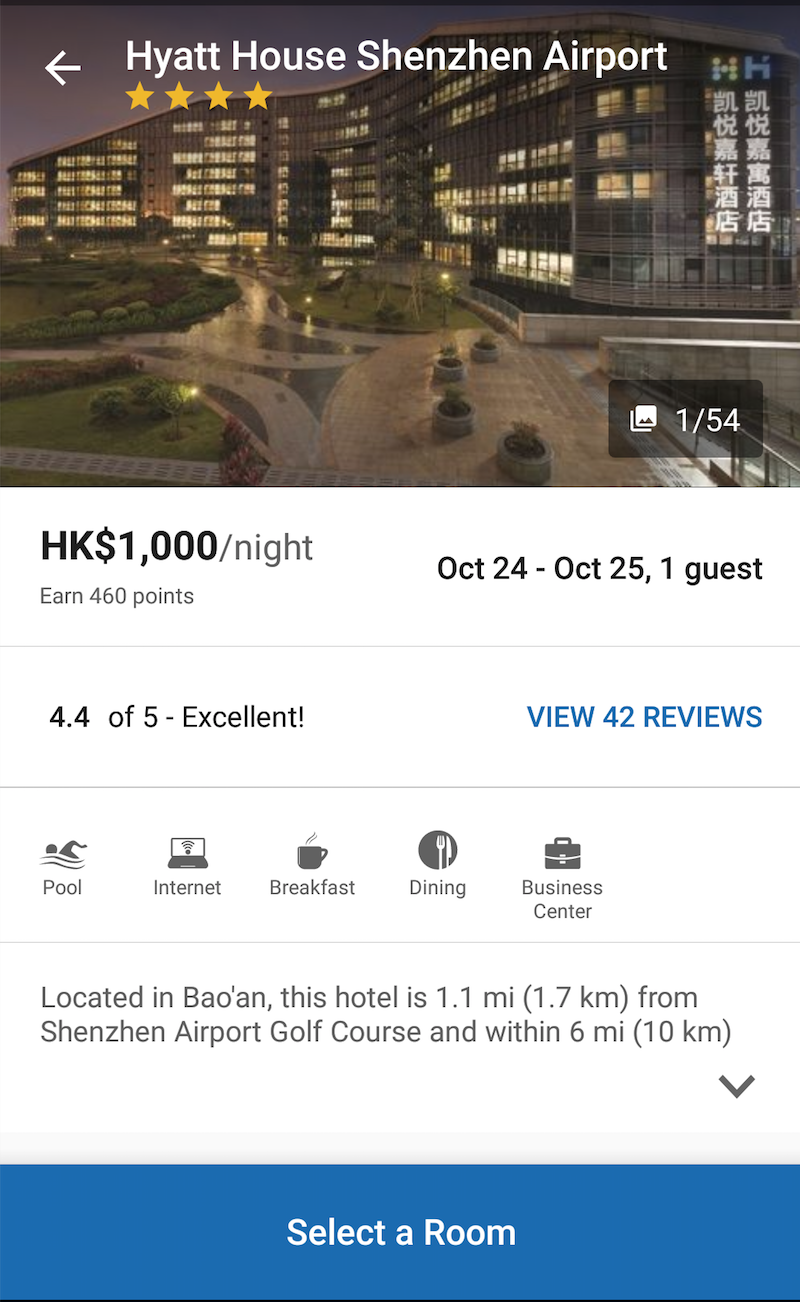 Hyatt House Shenzhen Airport
凯悦嘉轩酒店
凯悦嘉寓酒店
1/54
HK$1,000/night
Earn 460 points
Oct 24 - Oct 25, 1 guest
4.4 of 5 - Excellent!
VIEW 42 REVIEWS
Pool
Internet
Breakfast
Dining
Business
Center
Located in Bao'an, this hotel is 1.1 mi (1.7 km) from
Shenzhen Airport Golf Course and within 6 mi (10 km)
Select a Room